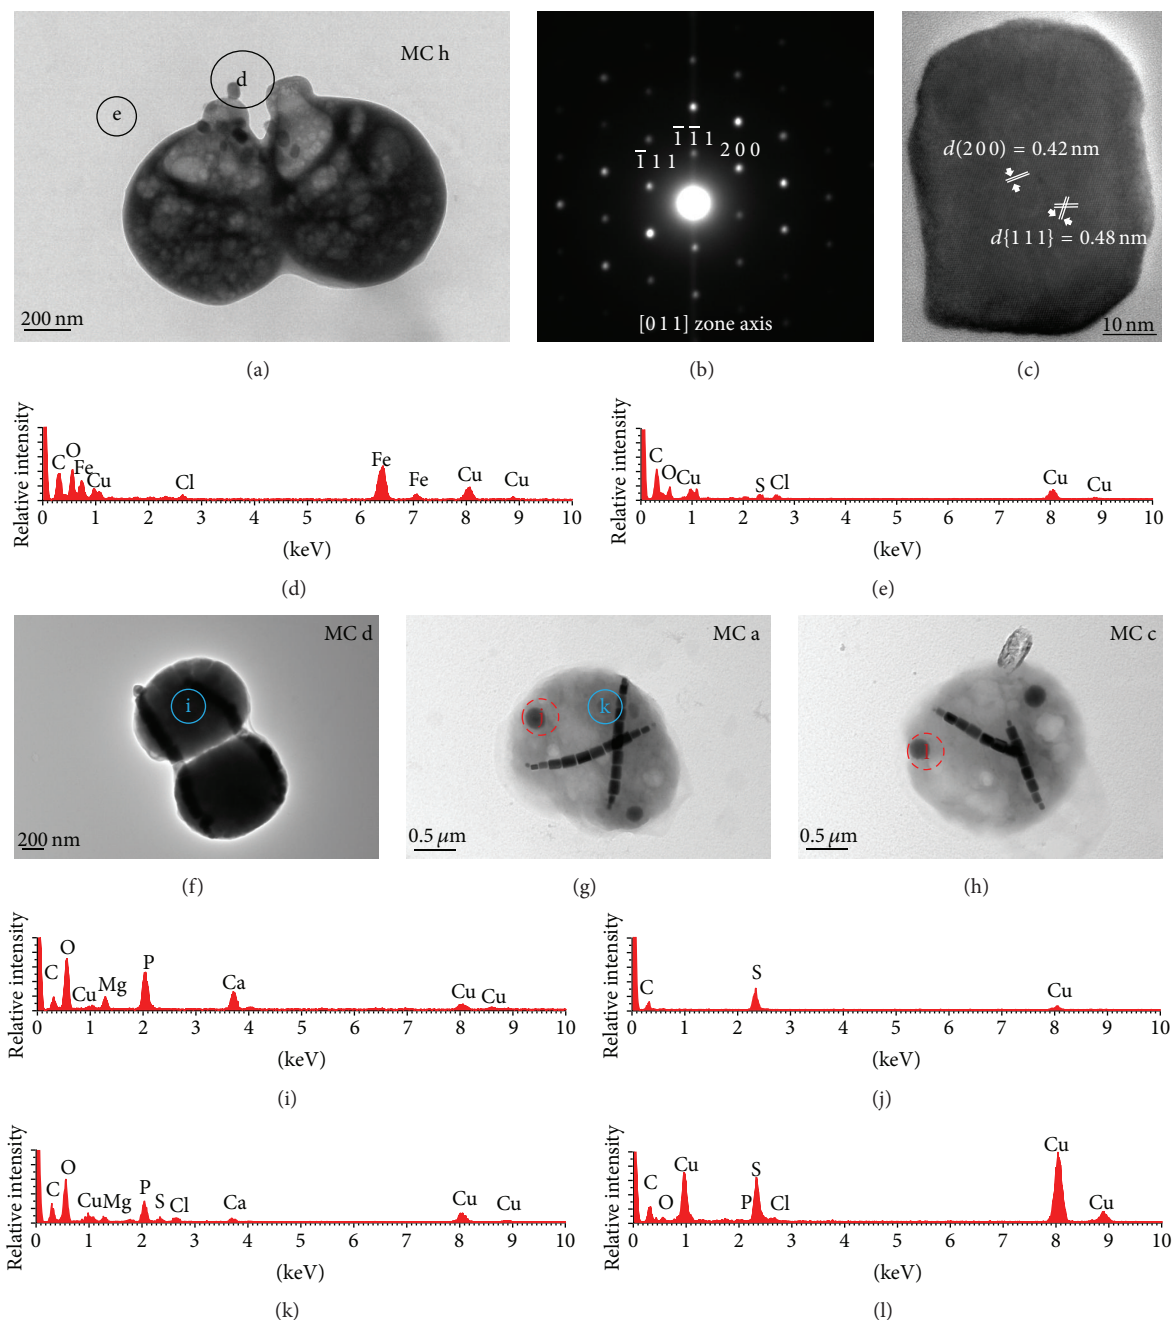 MC h
d
e
200 nm
(a)
1̅ 1̅ 1
2 0 0
1̅ 1 1
[0 1 1] zone axis
(b)
d(2 0 0) = 0.42 nm
d{1 1 1} = 0.48 nm
10 nm
(c)
Relative intensity
C O Fe Cu Cl Fe Fe Cu Cu
0 1 2 3 4 5 6 7 8 9 10
(keV)
(d)
Relative intensity
C O Cu S Cl Cu Cu
0 1 2 3 4 5 6 7 8 9 10
(keV)
(e)
MC d
i
200 nm
(f)
MC a
j
k
0.5 μm
(g)
MC c
l
0.5 μm
(h)
Relative intensity
C O Cu Mg P Ca Cu Cu
0 1 2 3 4 5 6 7 8 9 10
(keV)
(i)
Relative intensity
C S Cu
0 1 2 3 4 5 6 7 8 9 10
(keV)
(j)
Relative intensity
C O Cu Mg P S Cl Ca Cu Cu
0 1 2 3 4 5 6 7 8 9 10
(keV)
(k)
Relative intensity
C O Cu P S Cl Cu Cu
0 1 2 3 4 5 6 7 8 9 10
(keV)
(l)